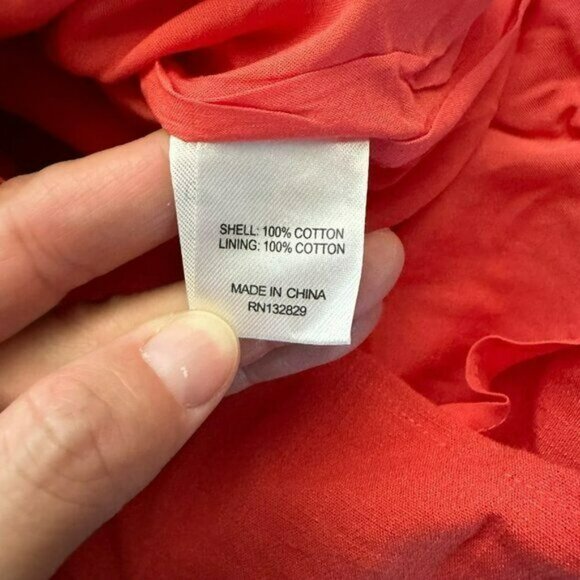 SHELL: 100% COTTON
LINING: 100% COTTON
MADE IN CHINA
RN132829